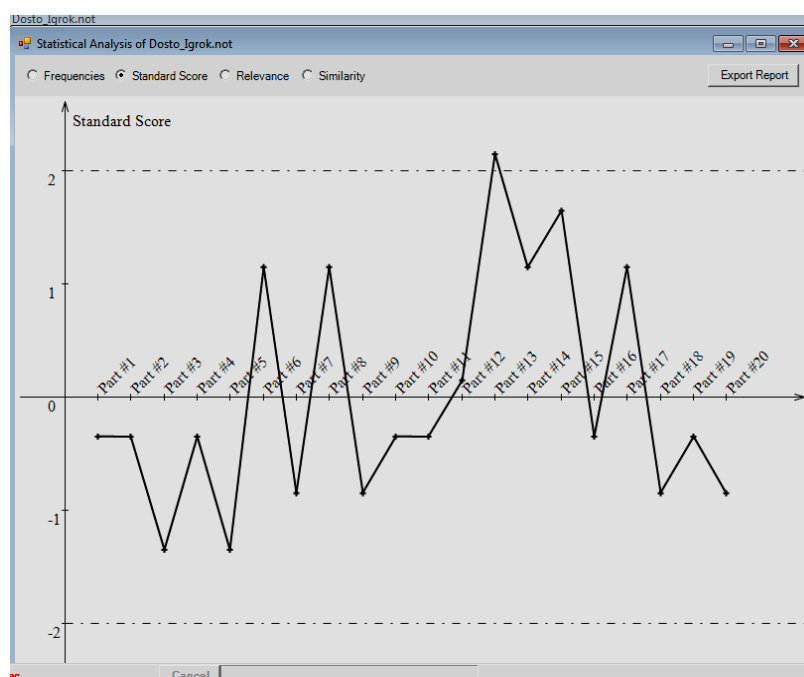 Dosto_Igrok.not
Statistical Analysis of Dosto_Igrok.not
Frequencies Standard Score Relevance Similarity Export Report
Standard Score
2
1
Part #1 Part #2 Part #3 Part #4 Part #5 Part #6 Part #7 Part #8 Part #9 Part #10 Part #11 Part #12 Part #13 Part #14 Part #15 Part #16 Part #17 Part #18 Part #19 Part #20
0
-1
-2
Cancel